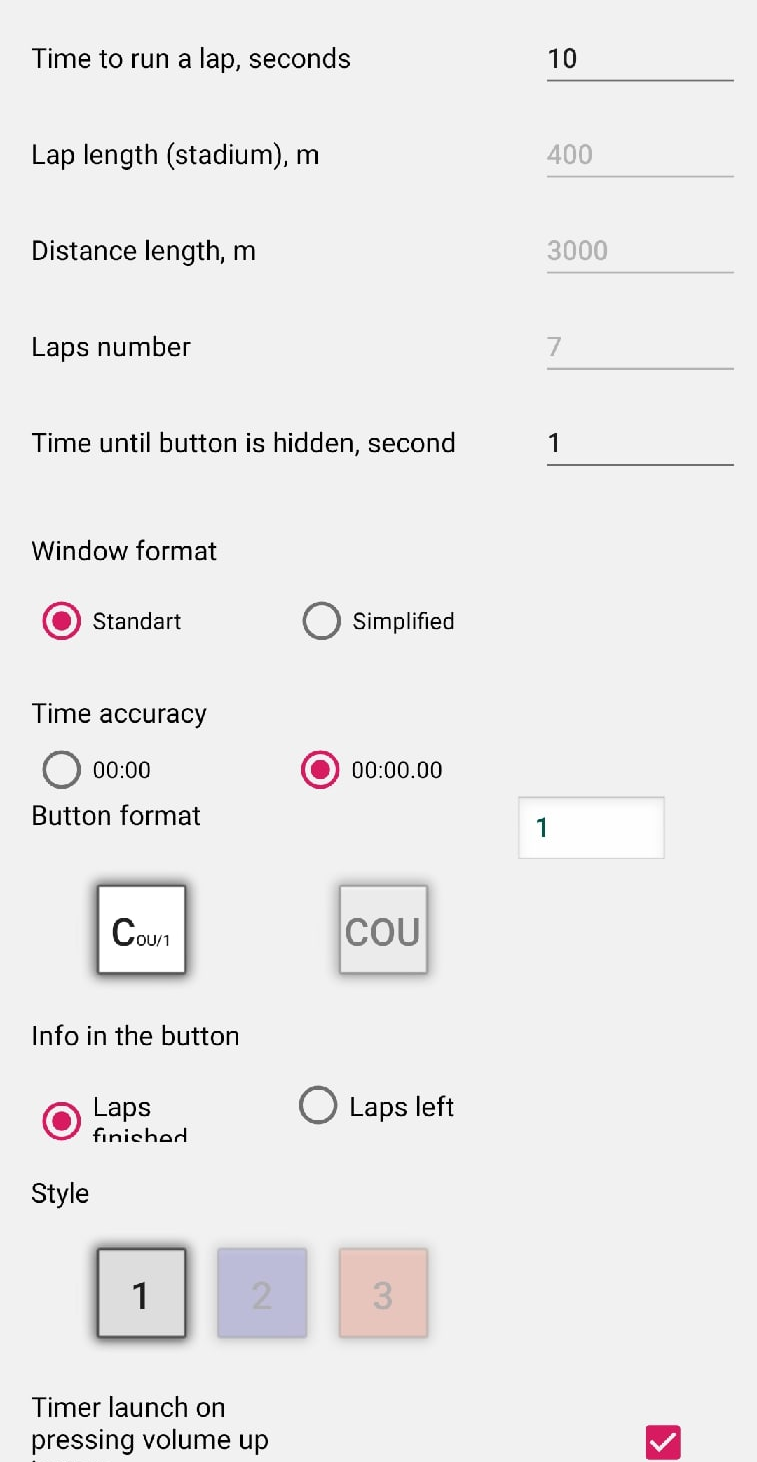 Time to run a lap, seconds 10
Lap length (stadium), m 400
Distance length, m 3000
Laps number 7
Time until button is hidden, second 1
Window format
Standart Simplified
Time accuracy
00:00 00:00.00
Button format 1
COU/1 COU
Info in the button
Laps finished Laps left
Style
1 2 3
Timer launch on
pressing volume up